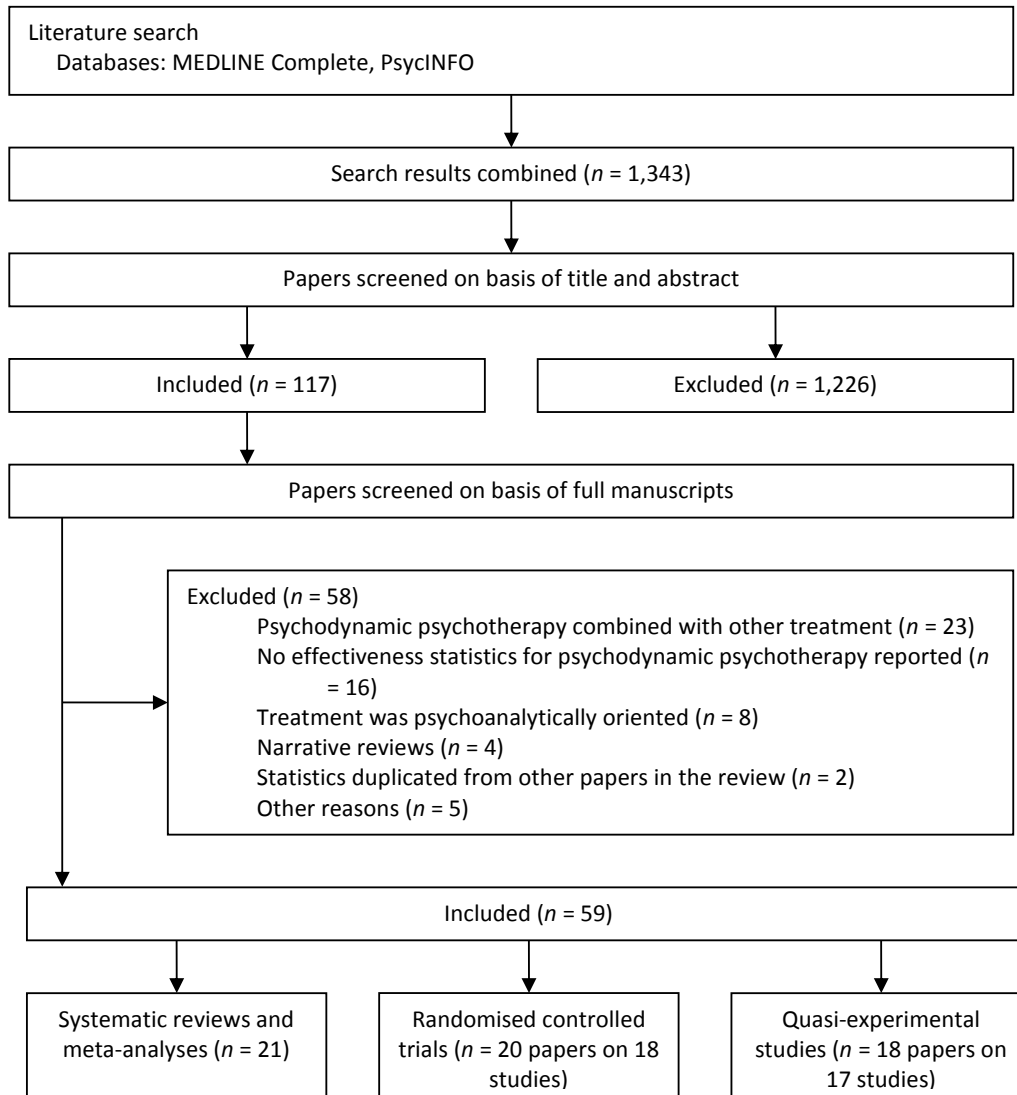 Literature search
Databases: MEDLINE Complete, PsycINFO
Search results combined (n = 1,343)
Papers screened on basis of title and abstract
Included (n = 117)
Excluded (n = 1,226)
Papers screened on basis of full manuscripts
Excluded (n = 58)
Psychodynamic psychotherapy combined with other treatment (n = 23)
No effectiveness statistics for psychodynamic psychotherapy reported (n
= 16)
Treatment was psychoanalytically oriented (n = 8)
Narrative reviews (n = 4)
Statistics duplicated from other papers in the review (n = 2)
Other reasons (n = 5)
Included (n = 59)
Systematic reviews and
meta-analyses (n = 21)
Randomised controlled
trials (n = 20 papers on 18
studies)
Quasi-experimental
studies (n = 18 papers on
17 studies)